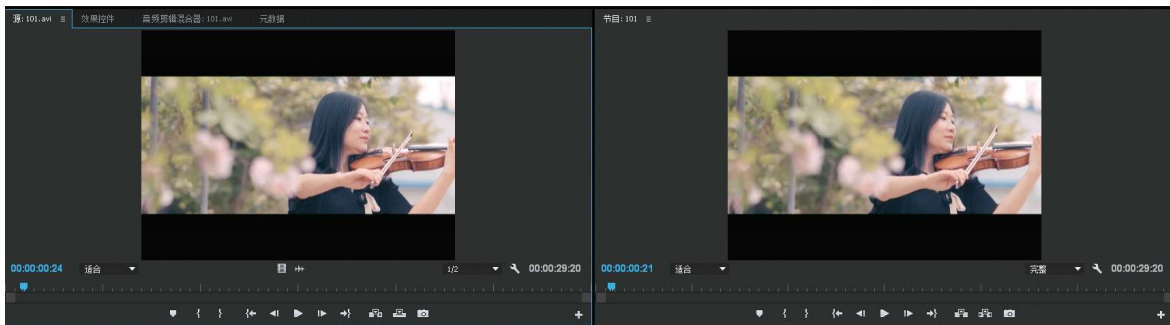 源: 101.avi ≡ 效果控件 音频剪辑混合器: 101.avi 元数据
节目: 101 ≡
00:00:00:24 适合 1/2 00:00:29:20
00:00:00:21 适合 完整 00:00:29:20